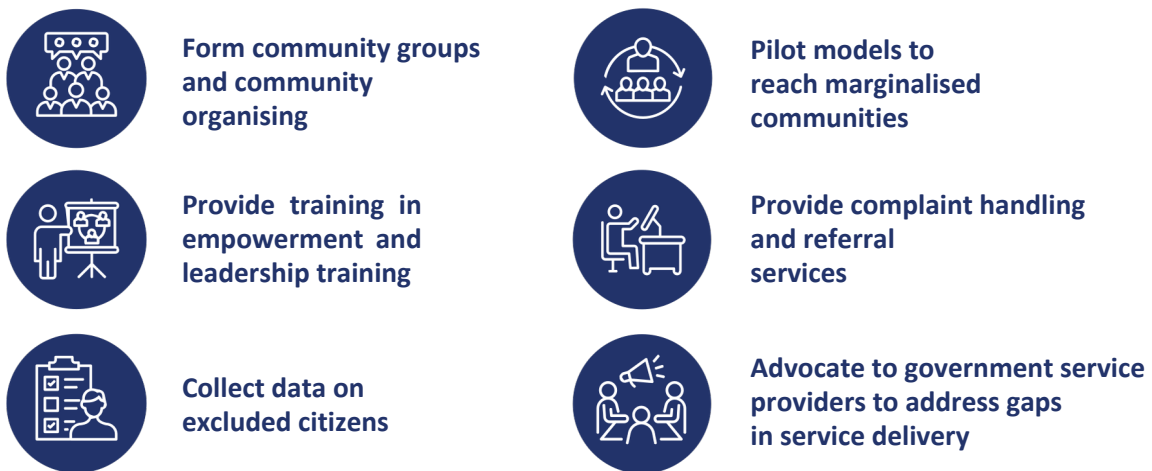 Form community groups
and community
organising
Pilot models to
reach marginalised
communities
Provide training in
empowerment and
leadership training
Provide complaint handling
and referral
services
Collect data on
excluded citizens
Advocate to government service
providers to address gaps
in service delivery